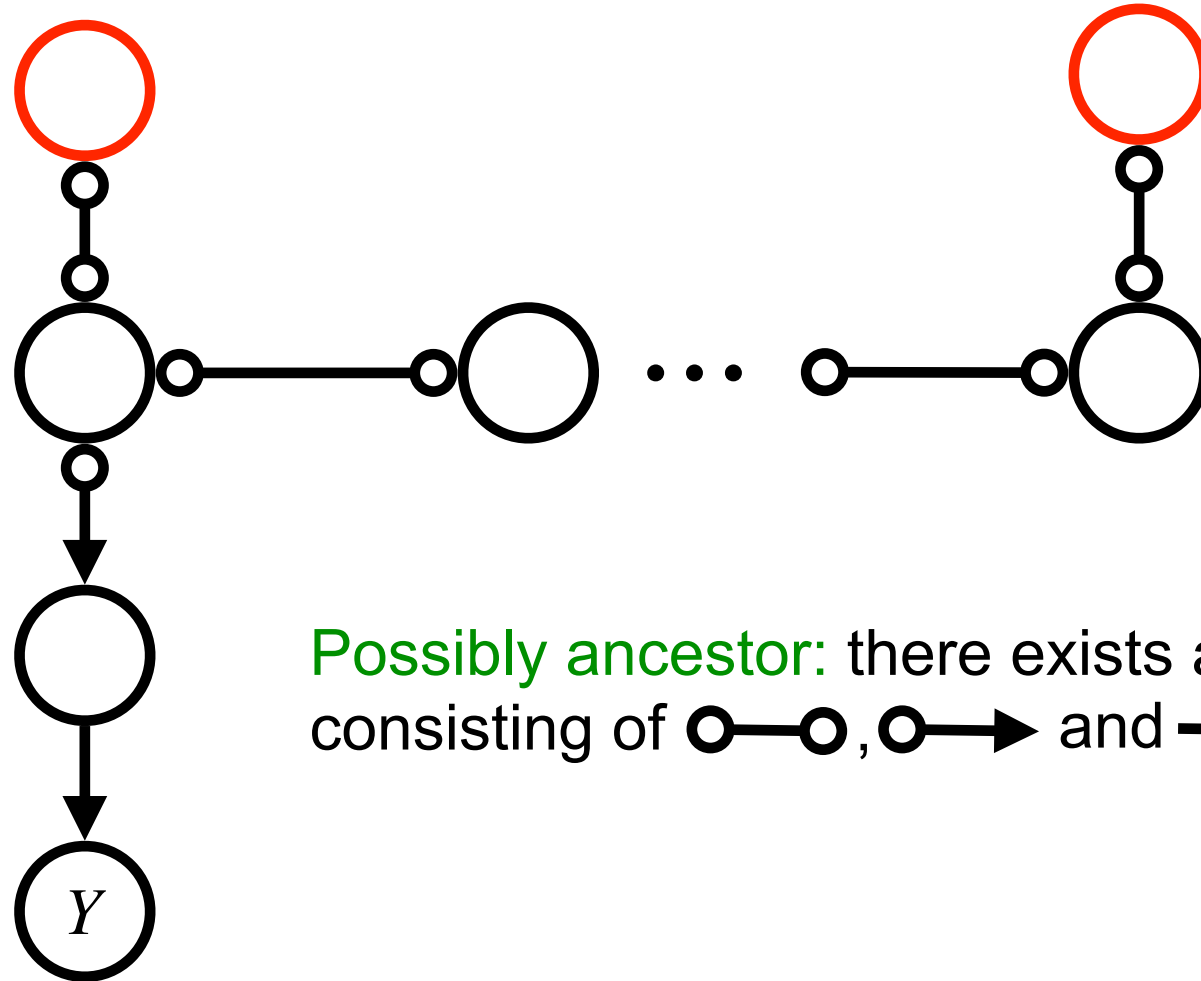 Possibly ancestor: there exists a
consisting of , and
Y